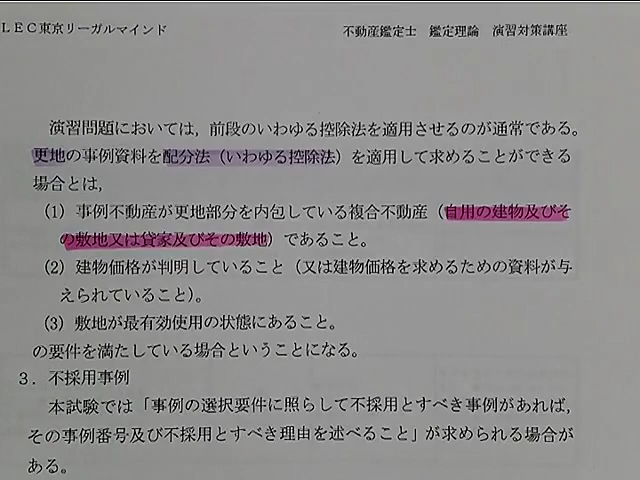 LEC東京リーガルマインド
不動産鑑定士 鑑定理論 演習対策講座
演習問題においては，前段のいわゆる控除法を適用させるのが通常である。
更地の事例資料を配分法（いわゆる控除法）を適用して求めることができる
場合とは，
(1) 事例不動産が更地部分を内包している複合不動産（自用の建物及びそ
の敷地又は貸家及びその敷地）であること。
(2) 建物価格が判明していること（又は建物価格を求めるための資料が与
えられていること）。
(3) 敷地が最有効使用の状態にあること。
の要件を満たしている場合ということになる。
3．不採用事例
本試験では「事例の選択要件に照らして不採用とすべき事例があれば，
その事例番号及び不採用とすべき理由を述べること」が求められる場合が
ある。